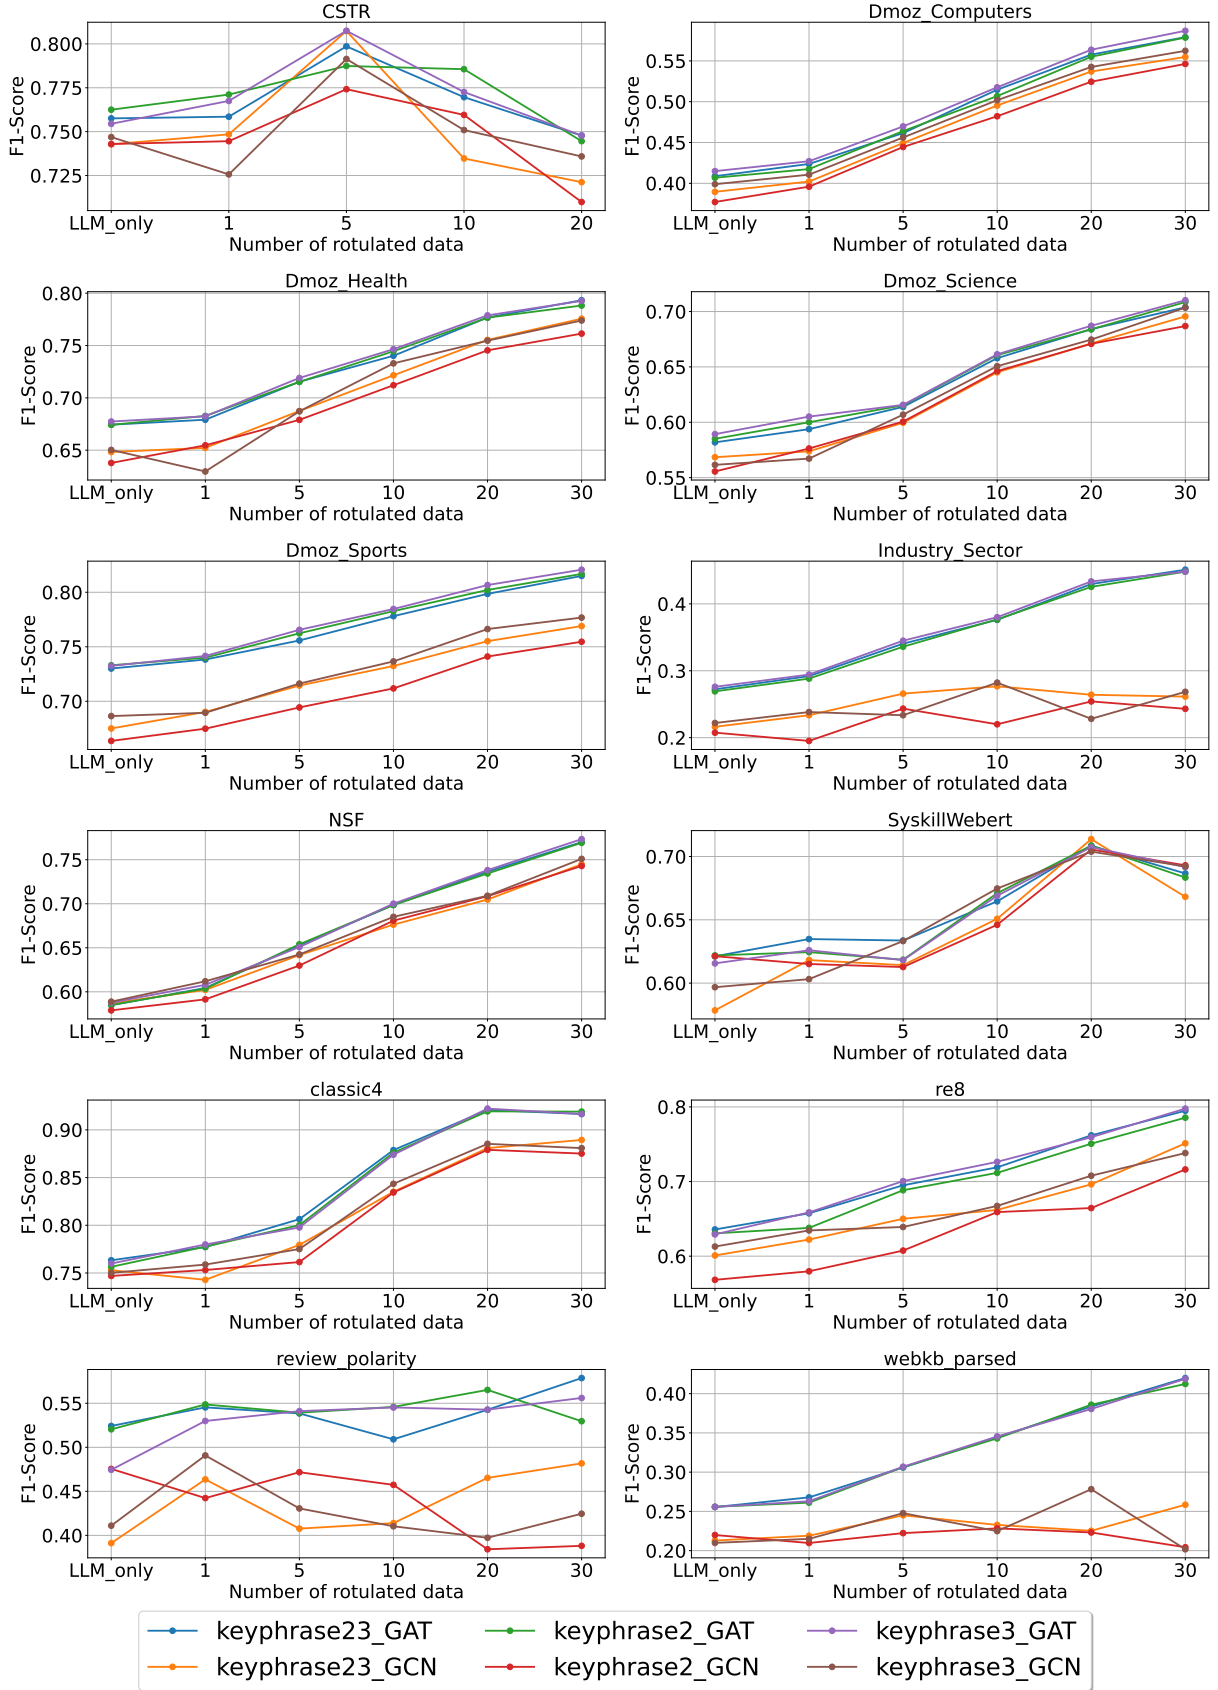 CSTR
F1-Score
0.800
0.775
0.750
0.725
LLM_only 1 5 10 20
Number of rotulated data
Dmoz_Computers
F1-Score
0.55
0.50
0.45
0.40
LLM_only 1 5 10 20 30
Number of rotulated data
Dmoz_Health
F1-Score
0.80
0.75
0.70
0.65
LLM_only 1 5 10 20 30
Number of rotulated data
Dmoz_Science
F1-Score
0.70
0.65
0.60
0.55
LLM_only 1 5 10 20 30
Number of rotulated data
Dmoz_Sports
F1-Score
0.80
0.75
0.70
LLM_only 1 5 10 20 30
Number of rotulated data
Industry_Sector
F1-Score
0.4
0.3
0.2
LLM_only 1 5 10 20 30
Number of rotulated data
NSF
F1-Score
0.75
0.70
0.65
0.60
LLM_only 1 5 10 20 30
Number of rotulated data
SyskillWebert
F1-Score
0.70
0.65
0.60
LLM_only 1 5 10 20 30
Number of rotulated data
classic4
F1-Score
0.90
0.85
0.80
0.75
LLM_only 1 5 10 20 30
Number of rotulated data
re8
F1-Score
0.8
0.7
0.6
LLM_only 1 5 10 20 30
Number of rotulated data
review_polarity
F1-Score
0.55
0.50
0.45
0.40
LLM_only 1 5 10 20 30
Number of rotulated data
webkb_parsed
F1-Score
0.40
0.35
0.30
0.25
0.20
LLM_only 1 5 10 20 30
Number of rotulated data
keyphrase23_GAT keyphrase2_GAT keyphrase3_GAT
keyphrase23_GCN keyphrase2_GCN keyphrase3_GCN